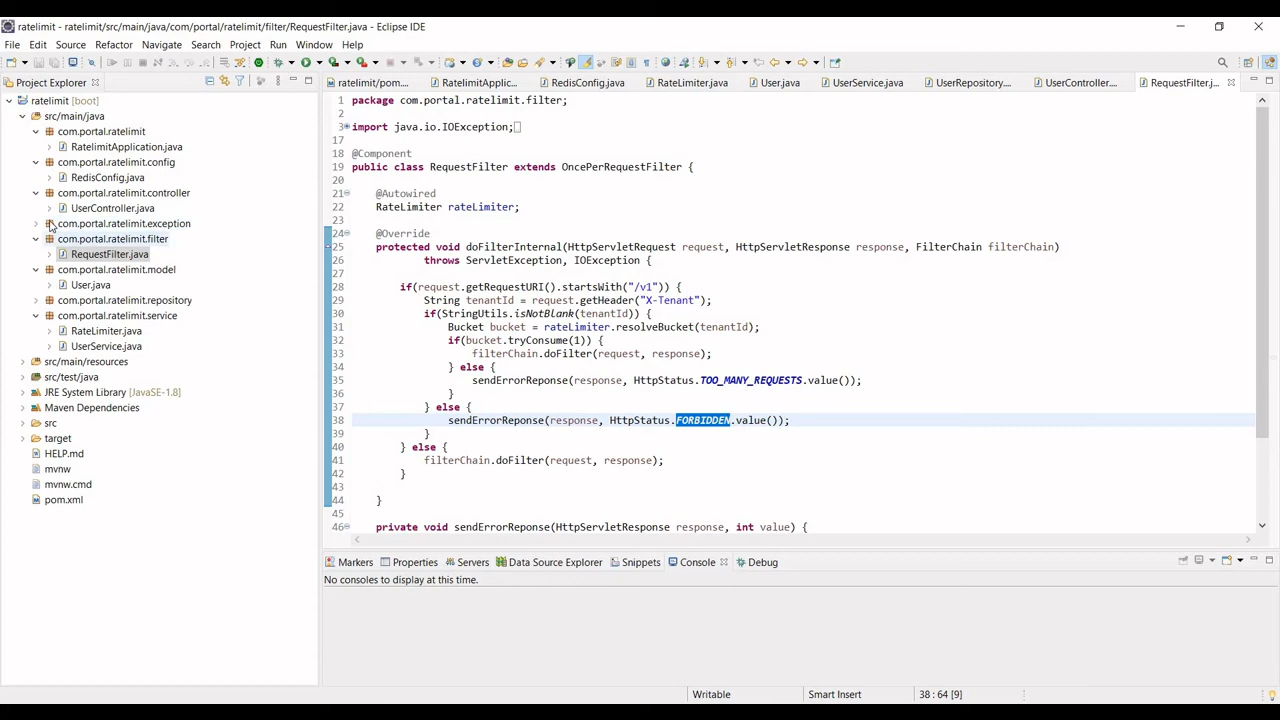 ratelimit - ratelimit/src/main/java/com/portal/ratelimit/filter/RequestFilter.java - Eclipse IDE
File Edit Source Refactor Navigate Search Project Run Window Help
Project Explorer
ratelimit/pom.... RatelimitApplic... RedisConfig.java RateLimiter.java User.java UserService.java UserRepository.... UserController.... RequestFilter.j...
ratelimit [boot]
src/main/java
com.portal.ratelimit
RatelimitApplication.java
com.portal.ratelimit.config
RedisConfig.java
com.portal.ratelimit.controller
UserController.java
com.portal.ratelimit.exception
com.portal.ratelimit.filter
RequestFilter.java
com.portal.ratelimit.model
User.java
com.portal.ratelimit.repository
com.portal.ratelimit.service
RateLimiter.java
UserService.java
src/main/resources
src/test/java
JRE System Library [JavaSE-1.8]
Maven Dependencies
src
target
HELP.md
mvnw
mvnw.cmd
pom.xml
1 package com.portal.ratelimit.filter;
2
3 import java.io.IOException;
17
18 @Component
19 public class RequestFilter extends OncePerRequestFilter {
20
21 @Autowired
22 RateLimiter rateLimiter;
23
24 @Override
25 protected void doFilterInternal(HttpServletRequest request, HttpServletResponse response, FilterChain filterChain)
26 throws ServletException, IOException {
27
28 if(request.getRequestURI().startsWith("/v1")) {
29 String tenantId = request.getHeader("X-Tenant");
30 if(StringUtils.isNotBlank(tenantId)) {
31 Bucket bucket = rateLimiter.resolveBucket(tenantId);
32 if(bucket.tryConsume(1)) {
33 filterChain.doFilter(request, response);
34 } else {
35 sendErrorReponse(response, HttpStatus.TOO_MANY_REQUESTS.value());
36 }
37 } else {
38 sendErrorReponse(response, HttpStatus.FORBIDDEN.value());
39 }
40 } else {
41 filterChain.doFilter(request, response);
42 }
43
44 }
45
46 private void sendErrorReponse(HttpServletResponse response, int value) {
Markers Properties Servers Data Source Explorer Snippets Console Debug
No consoles to display at this time.
Writable Smart Insert 38 : 64 [9]